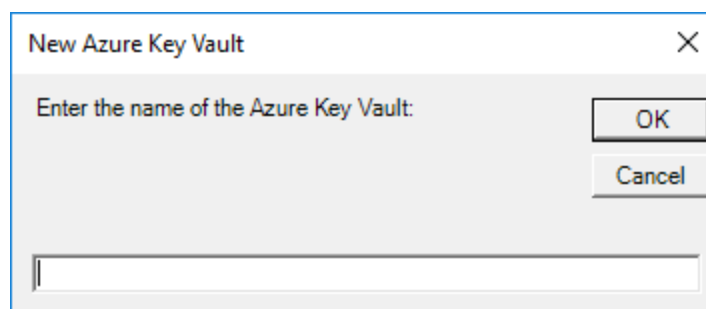 New Azure Key Vault
Enter the name of the Azure Key Vault:
OK
Cancel